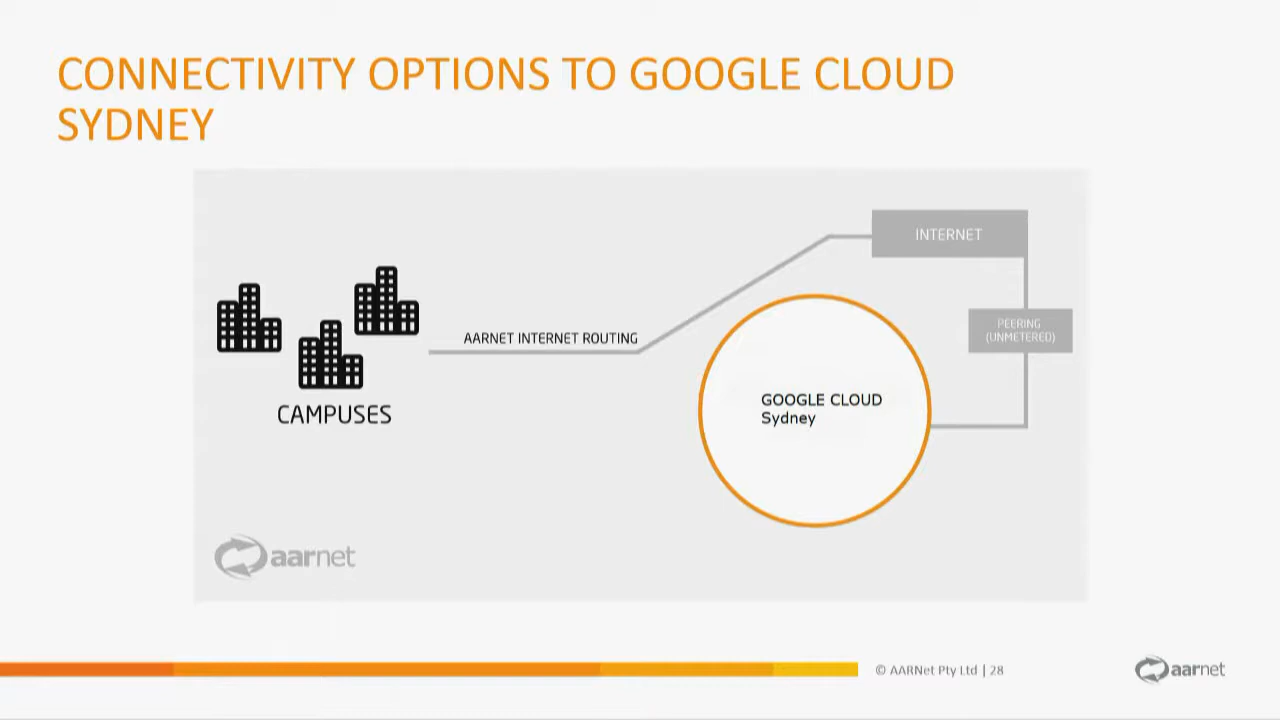 CONNECTIVITY OPTIONS TO GOOGLE CLOUD
SYDNEY
INTERNET
PEERING
(UNMETERED)
AARNET INTERNET ROUTING
GOOGLE CLOUD
Sydney
CAMPUSES
aarnet
© AARNet Pty Ltd | 28
aarnet